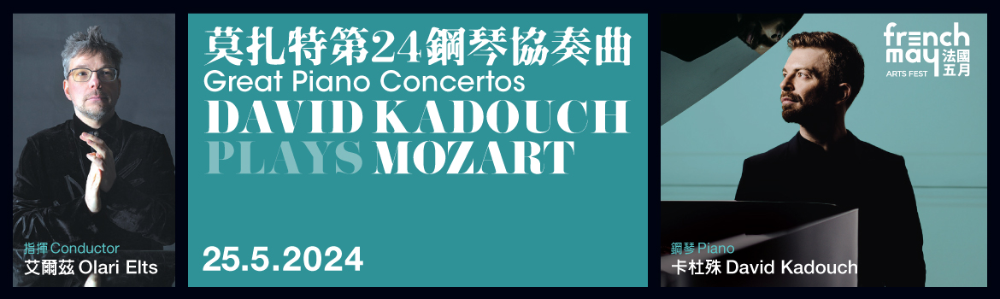 指揮 Conductor
艾爾茲 Olari Elts
莫扎特第24鋼琴協奏曲
Great Piano Concertos
DAVID KADOUCH
PLAYS MOZART
25.5.2024
french
may 法國
ARTS FEST 五月
鋼琴 Piano
卡杜殊 David Kadouch